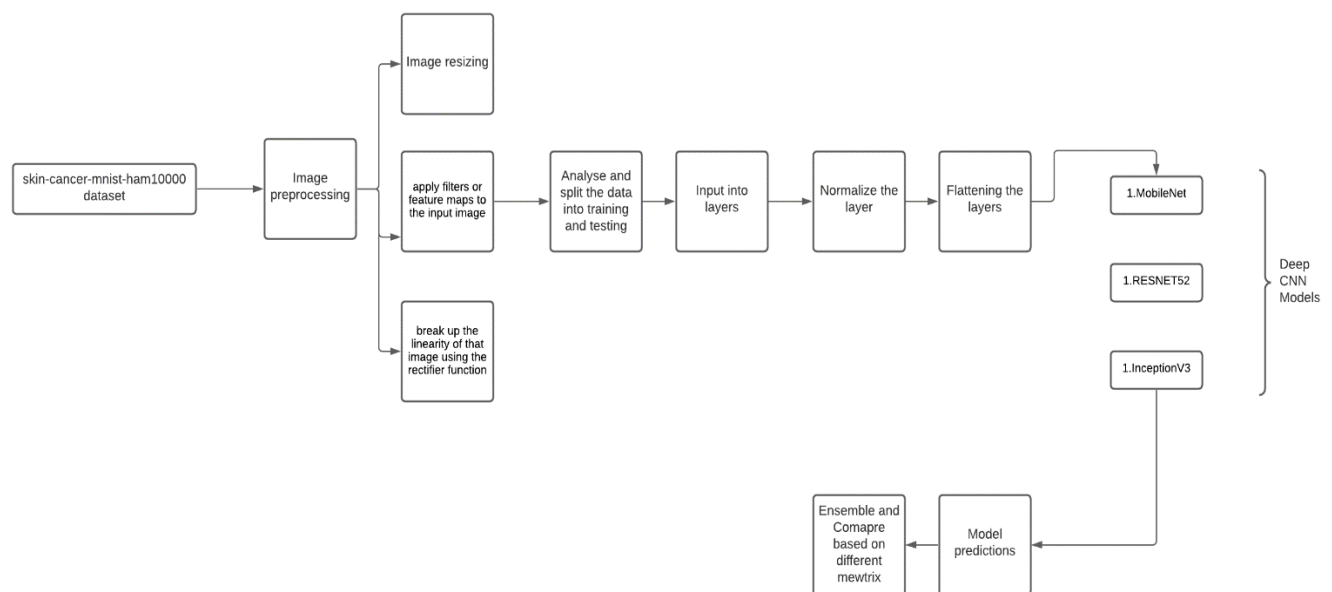 skin-cancer-mnist-ham10000
dataset
Image
preprocessing
Image resizing
apply filters or
feature maps to
the input image
break up the
linearity of that
image using the
rectifier function
Analyse and
split the data
into training
and testing
Input into
layers
Normalize the
layer
Flattening the
layers
1.MobileNet
1.RESNET52
1.InceptionV3
Deep
CNN
Models
Model
predictions
Ensemble and
Comapre
based on
different
mewtrix